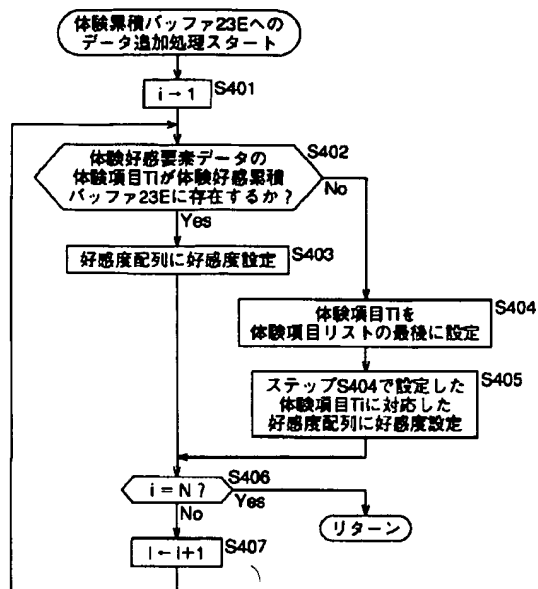 体験累積バッファ23Eへの
データ追加処理スタート
i→1
S401
体験好感要素データの
体験項目Tiが体験好感累積
バッファ23Eに存在するか?
S402
No
Yes
好感度配列に好感度設定
S403
体験項目Tiを
体験項目リストの最後に設定
S404
ステップS404で設定した
体験項目Tiに対応した
好感度配列に好感度設定
S405
i=N?
S406
Yes
No
リターン
i←i+1
S407